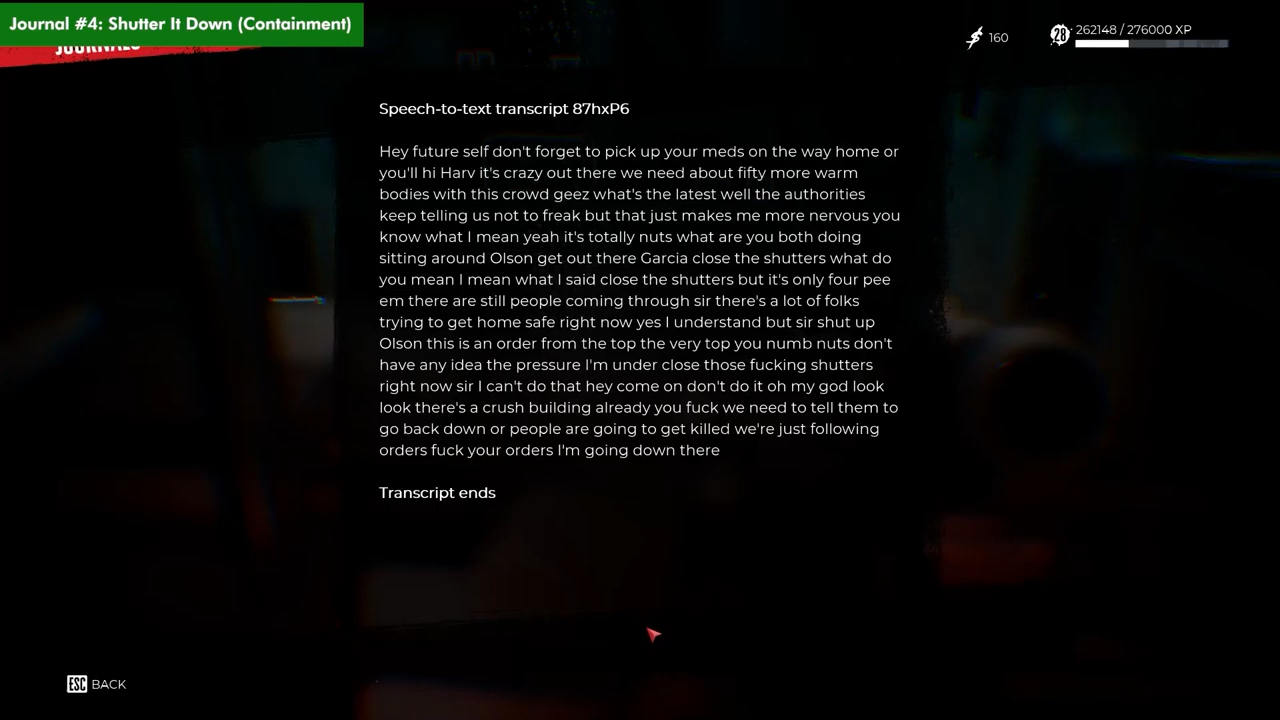 Journal #4: Shutter It Down (Containment)
JOURNALS
160
28
262148 / 276000 XP
Speech-to-text transcript 87hxP6
Hey future self don't forget to pick up your meds on the way home or
you'll hi Harv it's crazy out there we need about fifty more warm
bodies with this crowd geez what's the latest well the authorities
keep telling us not to freak but that just makes me more nervous you
know what I mean yeah it's totally nuts what are you both doing
sitting around Olson get out there Garcia close the shutters what do
you mean I mean what I said close the shutters but it's only four pee
em there are still people coming through sir there's a lot of folks
trying to get home safe right now yes I understand but sir shut up
Olson this is an order from the top the very top you numb nuts don't
have any idea the pressure I'm under close those fucking shutters
right now sir I can't do that hey come on don't do it oh my god look
look there's a crush building already you fuck we need to tell them to
go back down or people are going to get killed we're just following
orders fuck your orders I'm going down there
Transcript ends
ESC BACK